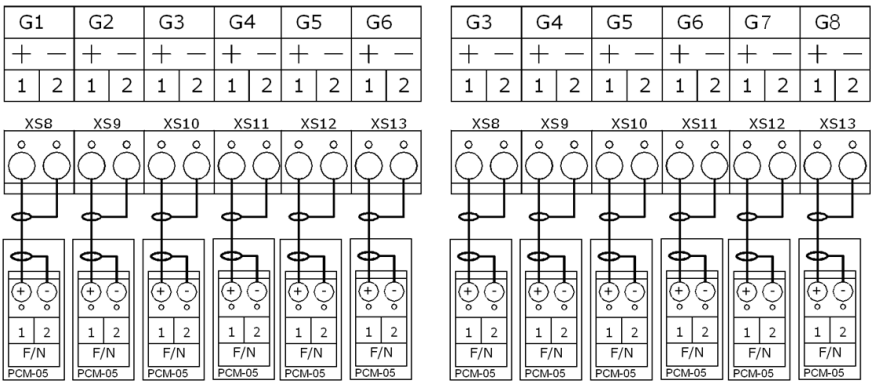 G1 G2 G3 G4 G5 G6 G3 G4 G5 G6 G7 G8
+ − + − + − + − + − + − + − + − + − + − + − + −
1 2 1 2 1 2 1 2 1 2 1 2 1 2 1 2 1 2 1 2 1 2 1 2
XS8 XS9 XS10 XS11 XS12 XS13 XS8 XS9 XS10 XS11 XS12 XS13
+ - + - + - + - + - + - + - + - + - + - + - + -
1 2 1 2 1 2 1 2 1 2 1 2 1 2 1 2 1 2 1 2 1 2 1 2
F/N F/N F/N F/N F/N F/N F/N F/N F/N F/N F/N F/N
PCM-05 PCM-05 PCM-05 PCM-05 PCM-05 PCM-05 PCM-05 PCM-05 PCM-05 PCM-05 PCM-05 PCM-05